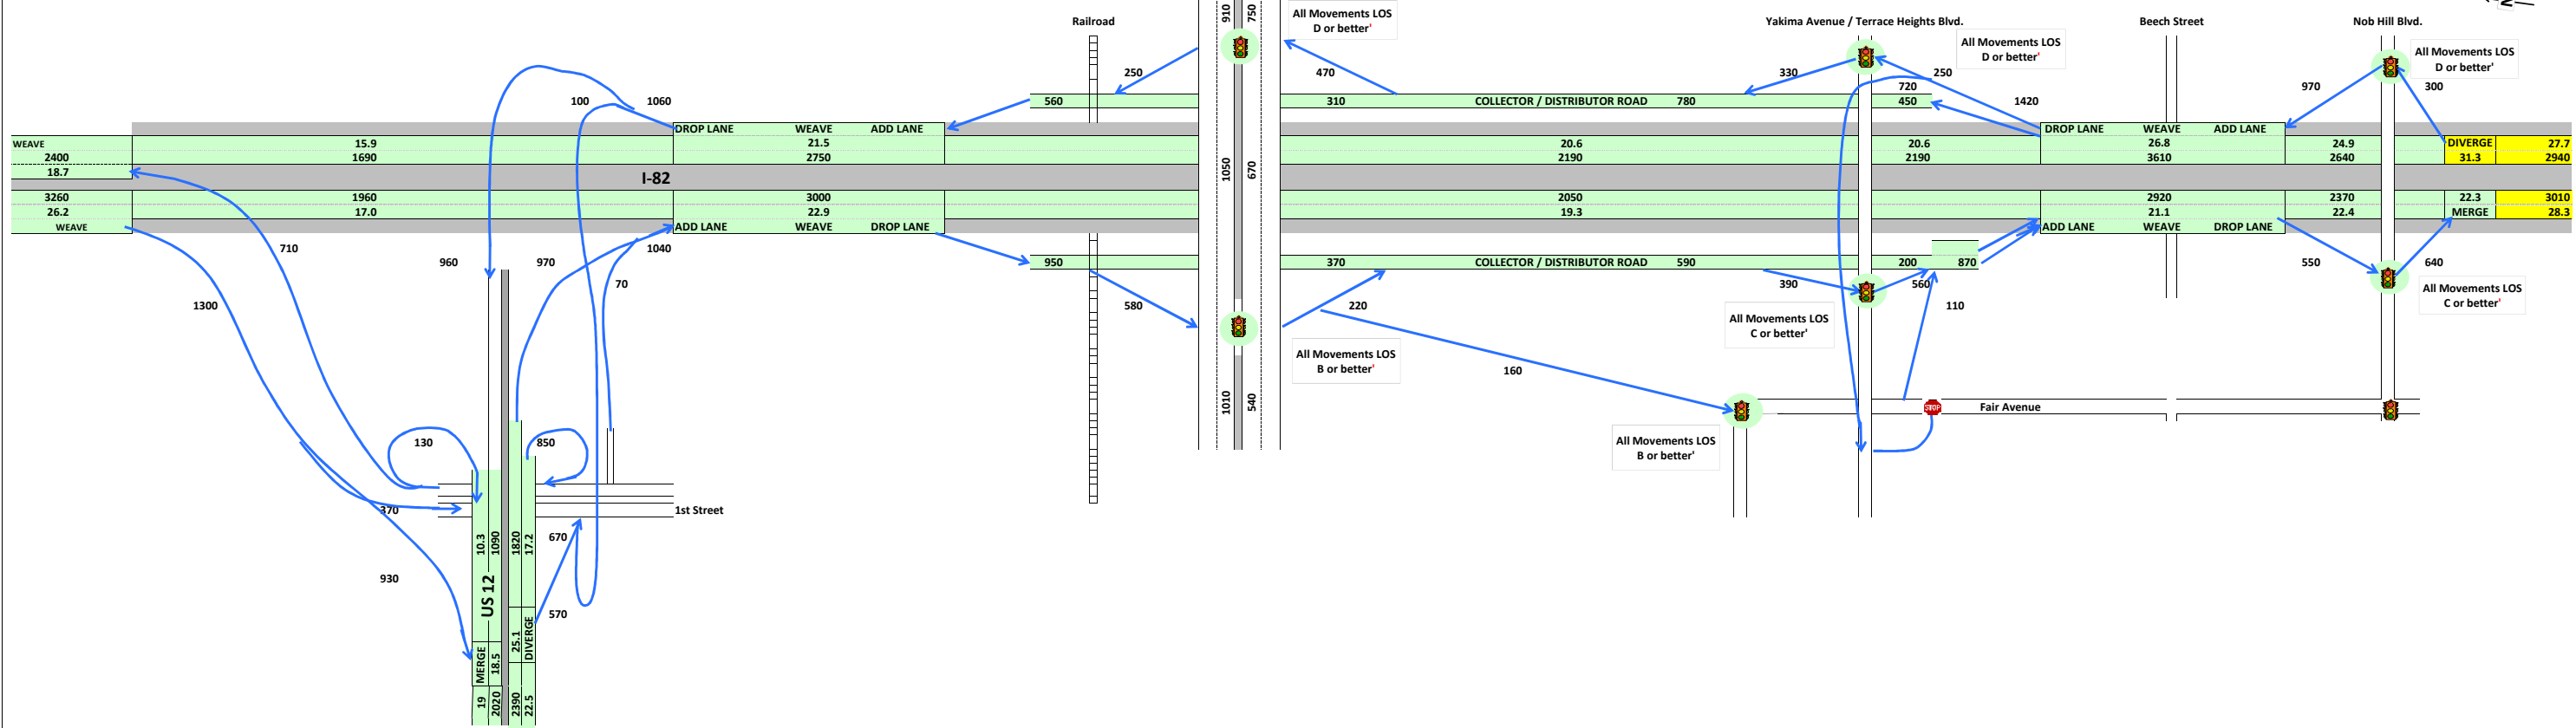 910
750
Railroad
All Movements LOS
D or better'
Yakima Avenue / Terrace Heights Blvd.
Beech Street
Nob Hill Blvd.
All Movements LOS
D or better'
All Movements LOS
D or better'
250
470
330
250
970
300
100
1060
560
310
COLLECTOR / DISTRIBUTOR ROAD
780
720
450
1420
DROP LANE
WEAVE
ADD LANE
DROP LANE
WEAVE
ADD LANE
WEAVE
15.9
21.5
20.6
20.6
26.8
24.9
DIVERGE
27.7
2400
1690
2750
2190
2190
3610
2640
31.3
2940
18.7
I-82
1050
670
3260
1960
3000
2050
2920
2370
22.3
3010
26.2
17.0
22.9
19.3
21.1
22.4
MERGE
28.3
WEAVE
ADD LANE
WEAVE
DROP LANE
ADD LANE
WEAVE
DROP LANE
710
960
970
1040
950
370
COLLECTOR / DISTRIBUTOR ROAD
590
200
870
550
640
70
390
560
1300
580
220
110
All Movements LOS
C or better'
All Movements LOS
C or better'
All Movements LOS
B or better'
160
1010
540
STOP
Fair Avenue
130
850
All Movements LOS
B or better'
370
1st Street
10.3
1090
1820
17.2
670
930
US 12
570
25.1
DIVERGE
MERGE
18.5
19
2020
2390
22.5